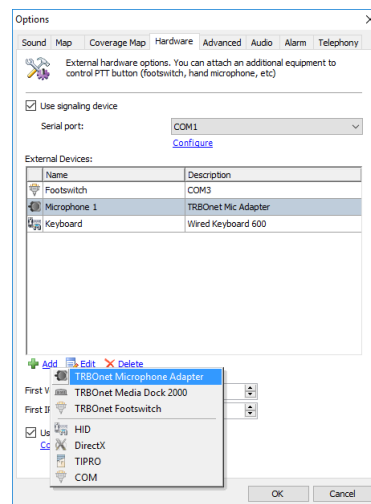 Options
Sound Map Coverage Map Hardware Advanced Audio Alarm Telephony
External hardware options. You can attach an additional equipment to
control PTT button (footswitch, hand microphone, etc)
Use signaling device
Serial port: COM1
Configure
External Devices:
Name Description
Footswitch COM3
Microphone 1 TRBOnet Mic Adapter
Keyboard Wired Keyboard 600
Add Edit Delete
TRBOnet Microphone Adapter
First
TRBOnet Media Dock 2000
First
TRBOnet Footswitch
HID
DirectX
TIPRO
COM
OK Cancel